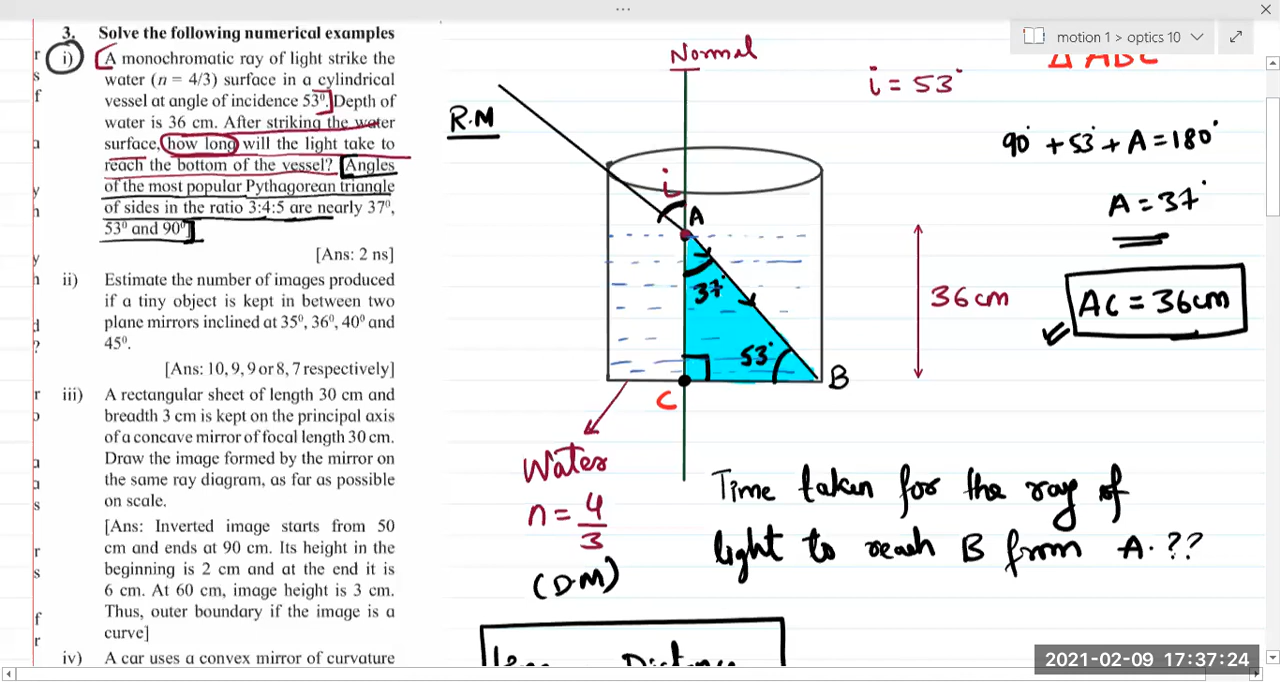 3. Solve the following numerical examples
i) A monochromatic ray of light strike the
water (n = 4/3) surface in a cylindrical
vessel at angle of incidence 53⁰. Depth of
water is 36 cm. After striking the water
surface, how long will the light take to
reach the bottom of the vessel? [Angles
of the most popular Pythagorean triangle
of sides in the ratio 3:4:5 are nearly 37⁰,
53⁰ and 90⁰]
[Ans: 2 ns]
ii) Estimate the number of images produced
if a tiny object is kept in between two
plane mirrors inclined at 35⁰, 36⁰, 40⁰ and
45⁰.
[Ans: 10, 9, 9 or 8, 7 respectively]
iii) A rectangular sheet of length 30 cm and
breadth 3 cm is kept on the principal axis
of a concave mirror of focal length 30 cm.
Draw the image formed by the mirror on
the same ray diagram, as far as possible
on scale.
[Ans: Inverted image starts from 50
cm and ends at 90 cm. Its height in the
beginning is 2 cm and at the end it is
6 cm. At 60 cm, image height is 3 cm.
Thus, outer boundary if the image is a
curve]
iv) A car uses a convex mirror of curvature
motion 1 > optics 10
Normal
R.M
i
A
37°
53°
B
C
Water
n = 4/3
(D.M)
36 cm
i = 53°
Δ ABC
90° + 53° + A = 180°
A = 37°
AC = 36cm
Time taken for the ray of
light to reach B from A. ??
Distance
2021-02-09 17:37:24